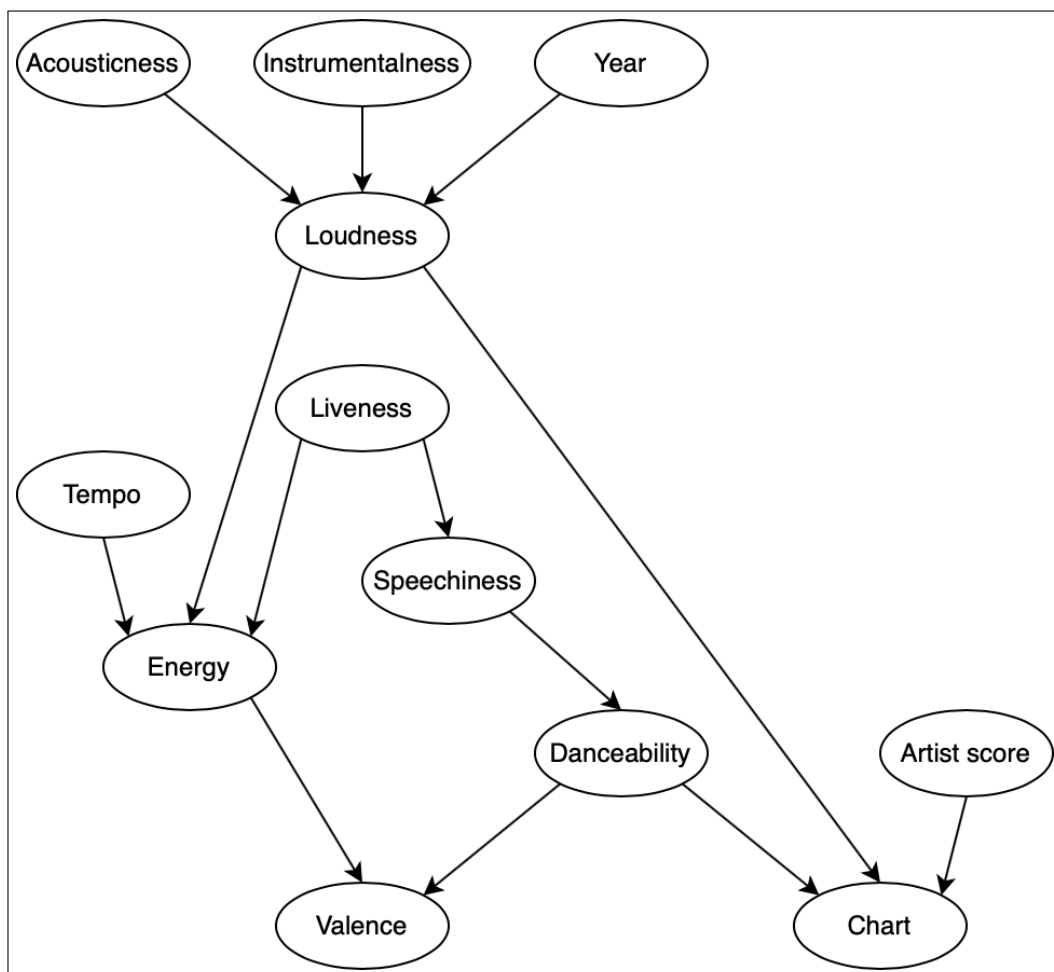 Acousticness
Instrumentalness
Year
Loudness
Liveness
Tempo
Speechiness
Energy
Danceability
Artist score
Valence
Chart